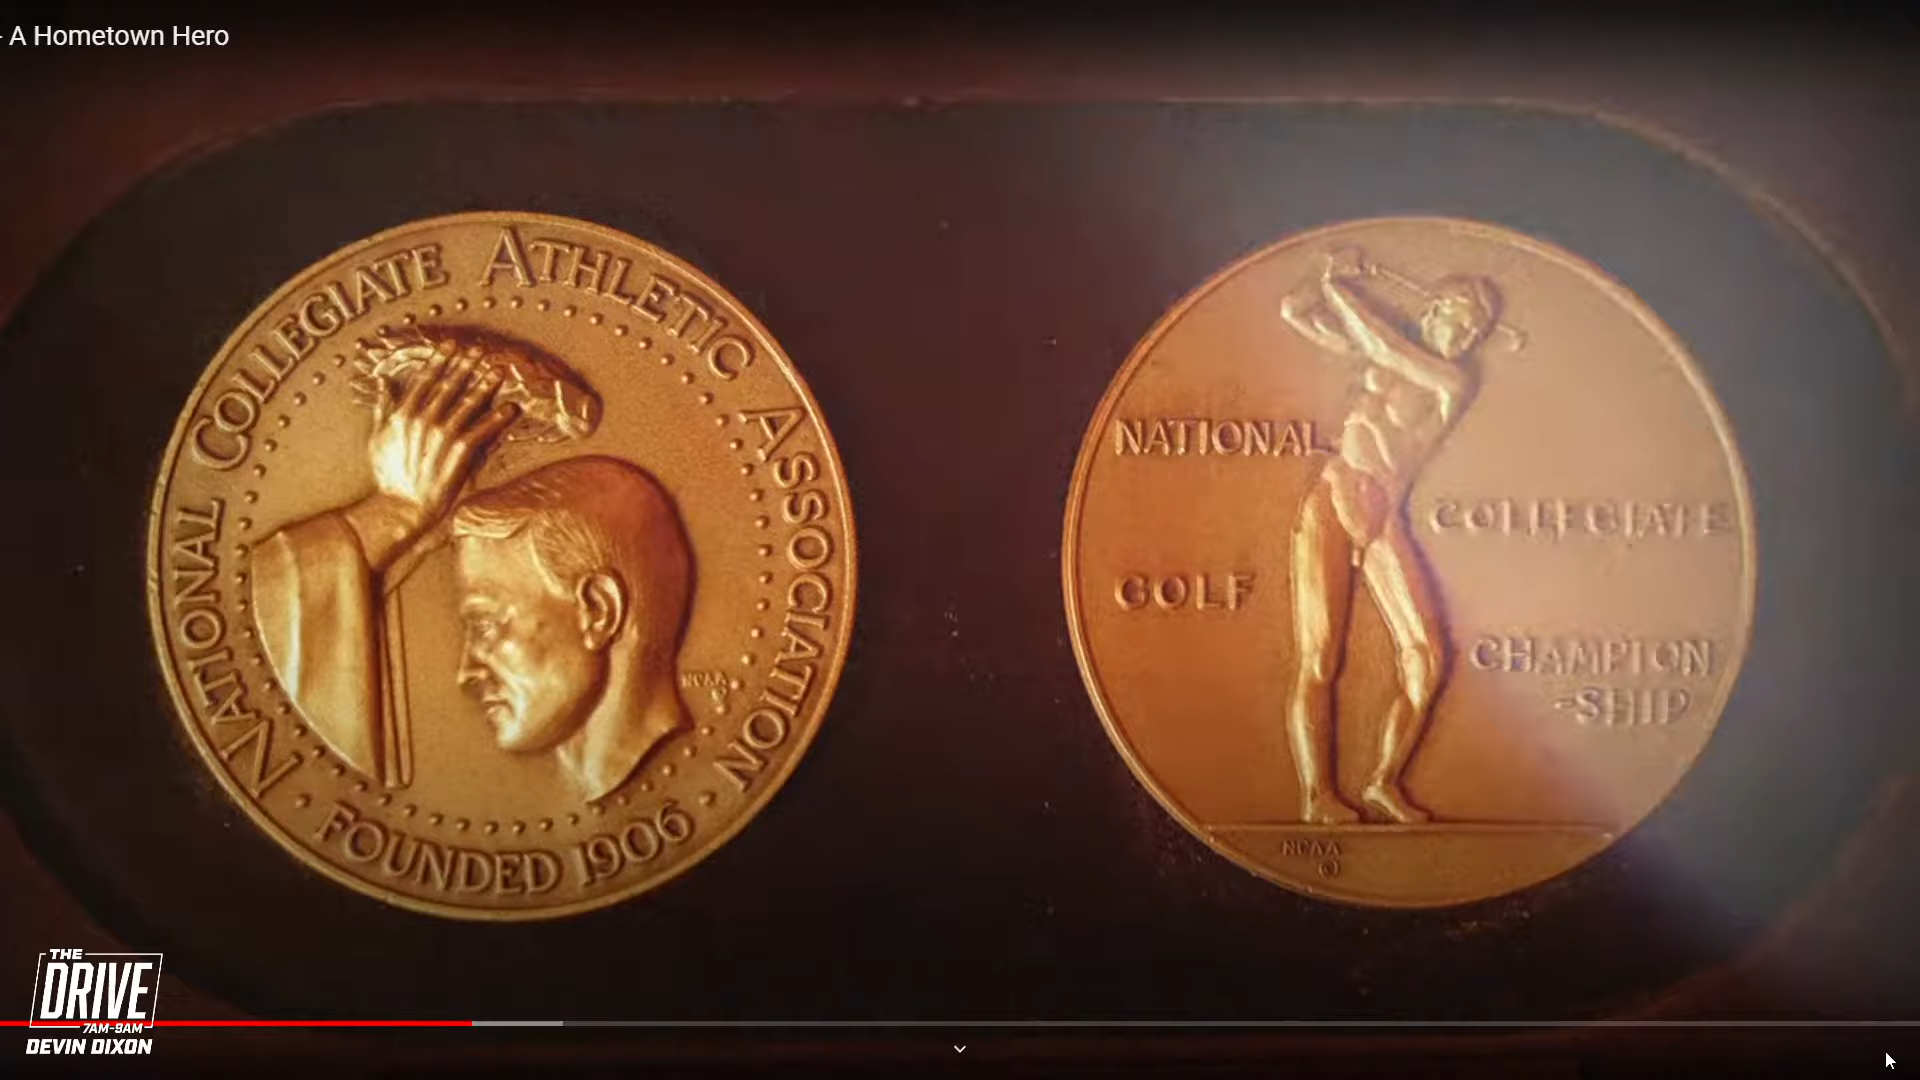 - A Hometown Hero
NATIONAL COLLEGIATE ATHLETIC ASSOCIATION
· FOUNDED 1906 ·
NCAA
NATIONAL
COLLEGIATE
GOLF
CHAMPION
-SHIP
NCAA
THE
DRIVE
7AM-9AM
DEVIN DIXON